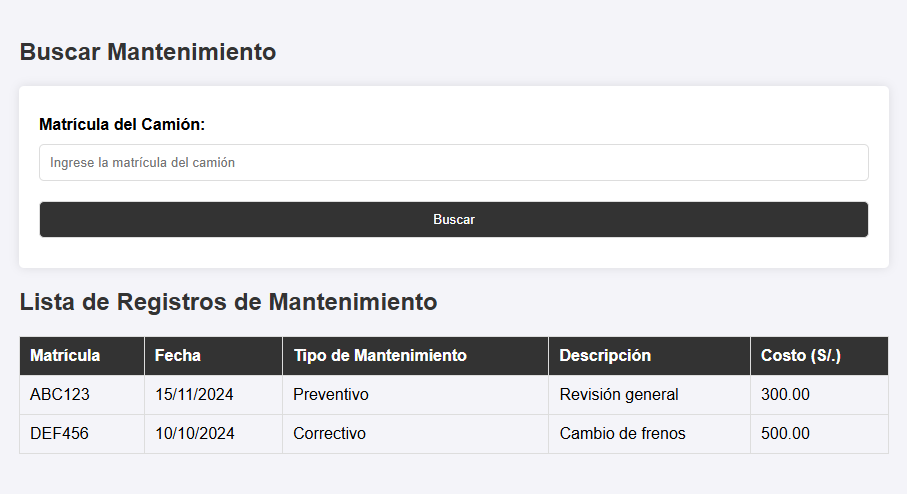 Buscar Mantenimiento
Matrícula del Camión:
Ingrese la matrícula del camión
Buscar
Lista de Registros de Mantenimiento
Matrícula Fecha Tipo de Mantenimiento Descripción Costo (S/.)
ABC123 15/11/2024 Preventivo Revisión general 300.00
DEF456 10/10/2024 Correctivo Cambio de frenos 500.00